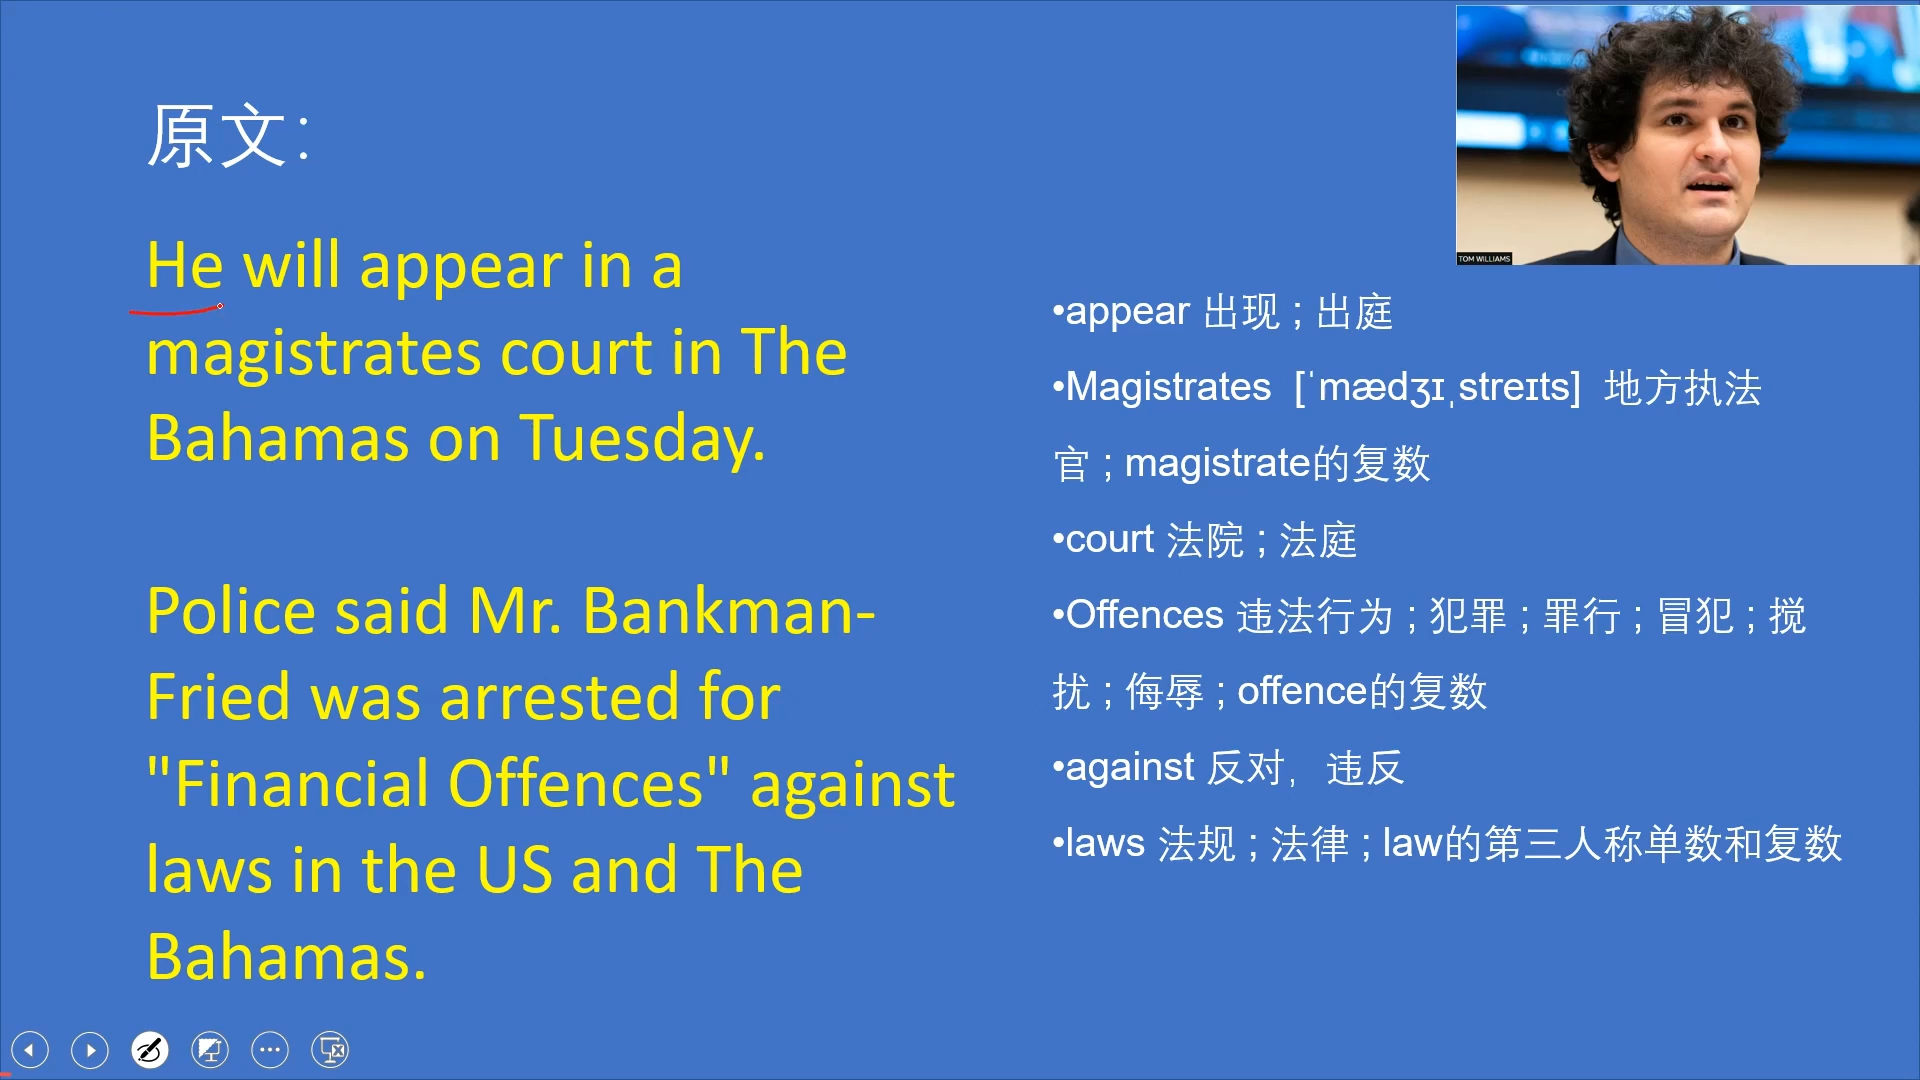 原文：
He will appear in a
magistrates court in The
Bahamas on Tuesday.
Police said Mr. Bankman-
Fried was arrested for
"Financial Offences" against
laws in the US and The
Bahamas.
TOM WILLIAMS
•appear 出现 ; 出庭
•Magistrates [ˈmædʒɪˌstreɪts] 地方执法
官 ; magistrate的复数
•court 法院 ; 法庭
•Offences 违法行为 ; 犯罪 ; 罪行 ; 冒犯 ; 搅
扰 ; 侮辱 ; offence的复数
•against 反对，违反
•laws 法规 ; 法律 ; law的第三人称单数和复数